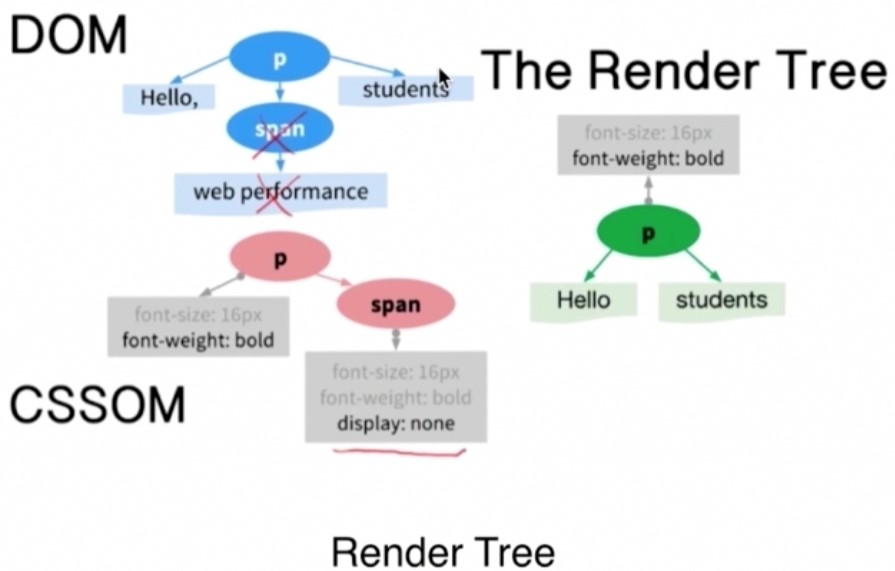 DOM
p
Hello,
students
span
web performance
p
font-size: 16px
font-weight: bold
span
font-size: 16px
font-weight: bold
display: none
CSSOM
The Render Tree
font-size: 16px
font-weight: bold
p
Hello
students
Render Tree